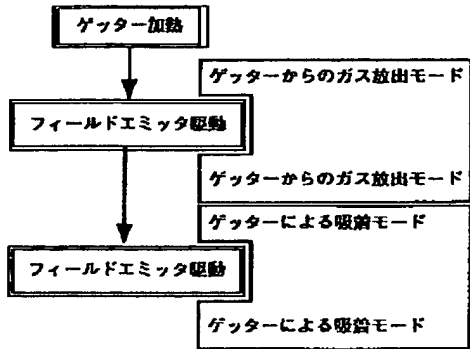 ゲッター加熱
ゲッターからのガス放出モード
フィールドエミッタ駆動
ゲッターからのガス放出モード
ゲッターによる吸着モード
フィールドエミッタ駆動
ゲッターによる吸着モード